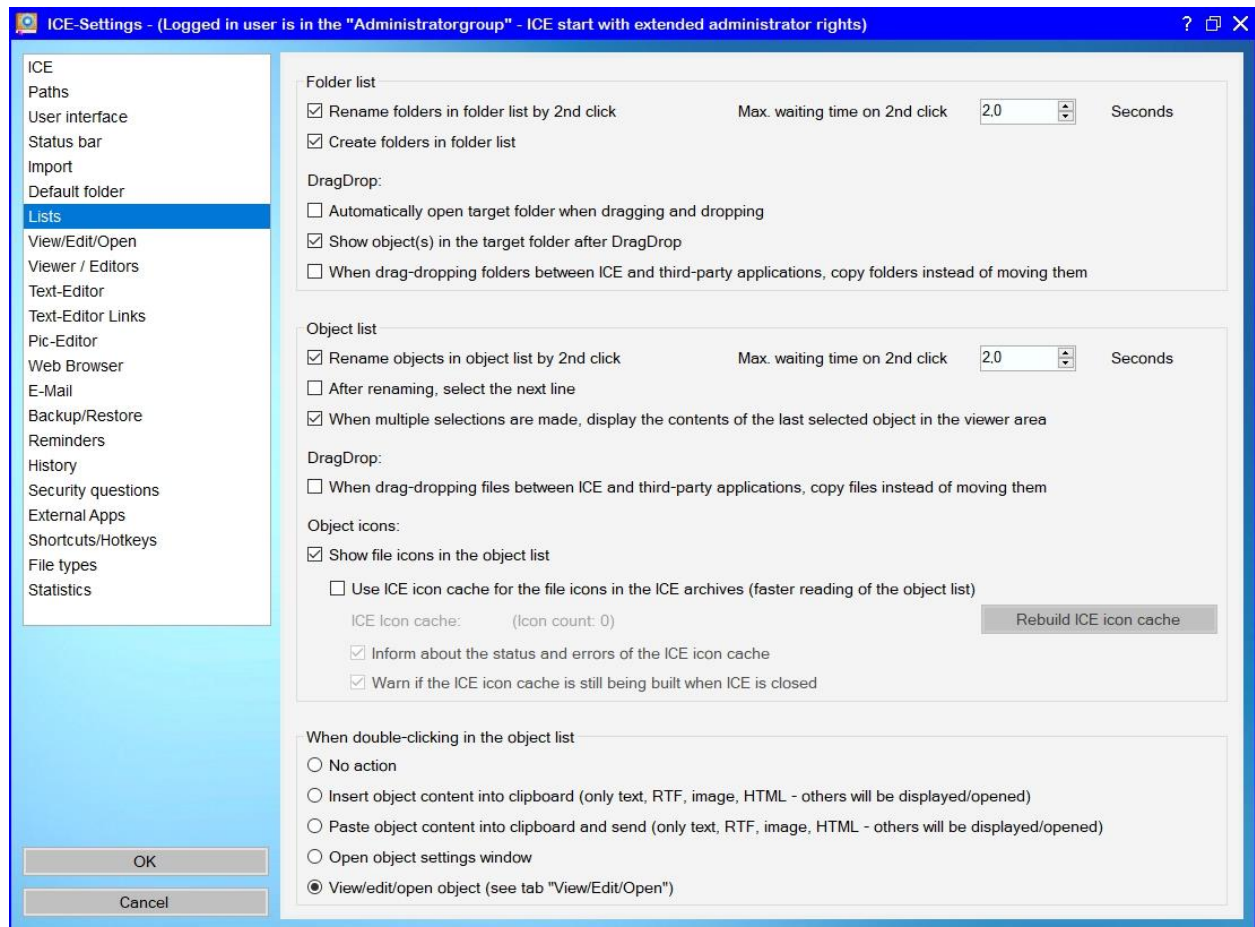 ICE-Settings - (Logged in user is in the "Administratorgroup" - ICE start with extended administrator rights)
ICE
Paths
User interface
Status bar
Import
Default folder
Lists
View/Edit/Open
Viewer / Editors
Text-Editor
Text-Editor Links
Pic-Editor
Web Browser
E-Mail
Backup/Restore
Reminders
History
Security questions
External Apps
Shortcuts/Hotkeys
File types
Statistics
OK
Cancel
Folder list
Rename folders in folder list by 2nd click Max. waiting time on 2nd click 2,0 Seconds
Create folders in folder list
DragDrop:
Automatically open target folder when dragging and dropping
Show object(s) in the target folder after DragDrop
When drag-dropping folders between ICE and third-party applications, copy folders instead of moving them
Object list
Rename objects in object list by 2nd click Max. waiting time on 2nd click 2,0 Seconds
After renaming, select the next line
When multiple selections are made, display the contents of the last selected object in the viewer area
DragDrop:
When drag-dropping files between ICE and third-party applications, copy files instead of moving them
Object icons:
Show file icons in the object list
Use ICE icon cache for the file icons in the ICE archives (faster reading of the object list)
ICE Icon cache: (Icon count: 0) Rebuild ICE icon cache
Inform about the status and errors of the ICE icon cache
Warn if the ICE icon cache is still being built when ICE is closed
When double-clicking in the object list
No action
Insert object content into clipboard (only text, RTF, image, HTML - others will be displayed/opened)
Paste object content into clipboard and send (only text, RTF, image, HTML - others will be displayed/opened)
Open object settings window
View/edit/open object (see tab "View/Edit/Open")